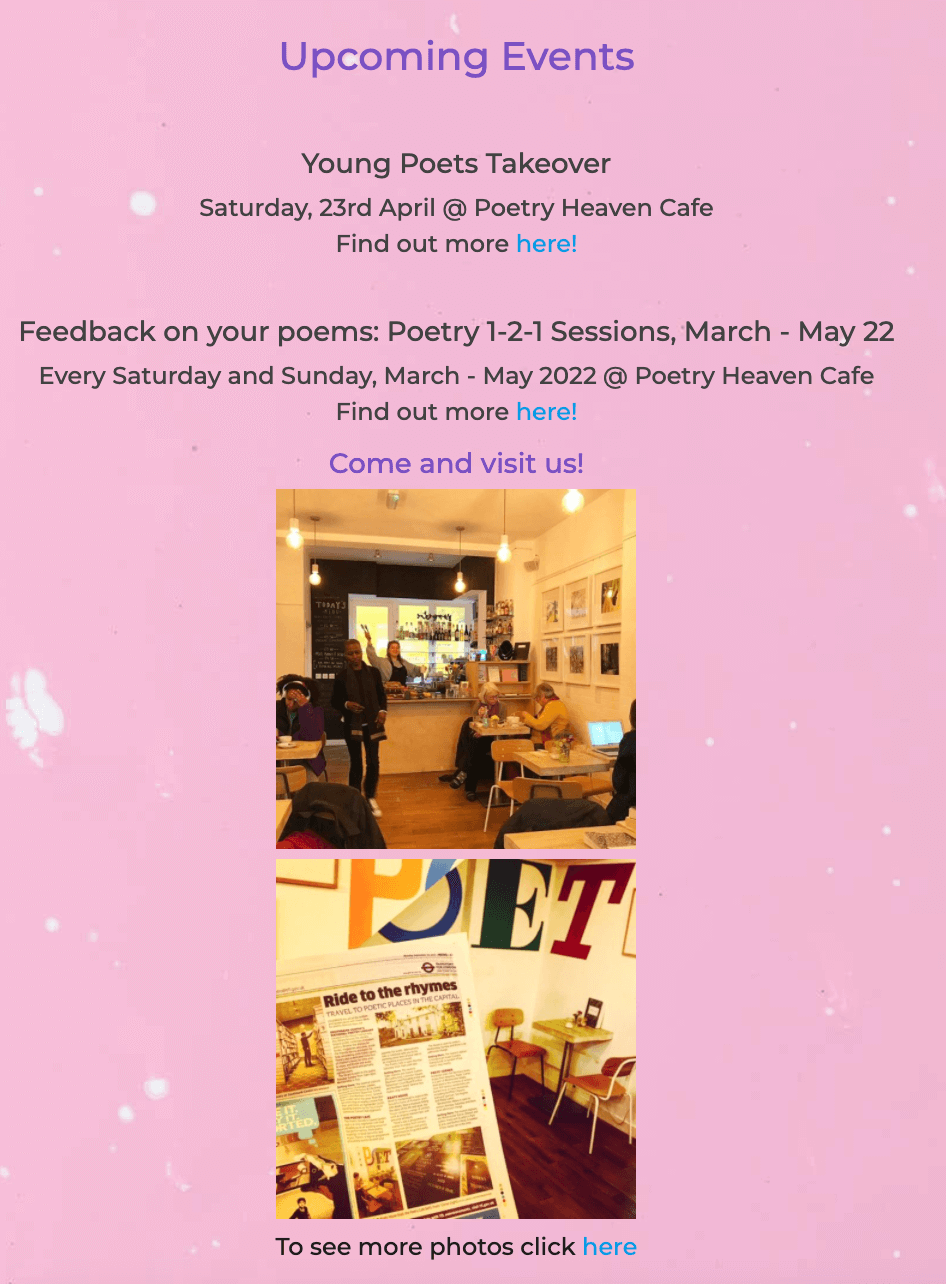 Upcoming Events
Young Poets Takeover
Saturday, 23rd April @ Poetry Heaven Cafe
Find out more here!
Feedback on your poems: Poetry 1-2-1 Sessions, March - May 22
Every Saturday and Sunday, March - May 2022 @ Poetry Heaven Cafe
Find out more here!
Come and visit us!
TODAY'S
POET
Ride to the rhymes
TRAVEL TO POETIC PLACES IN THE CAPITAL
To see more photos click here